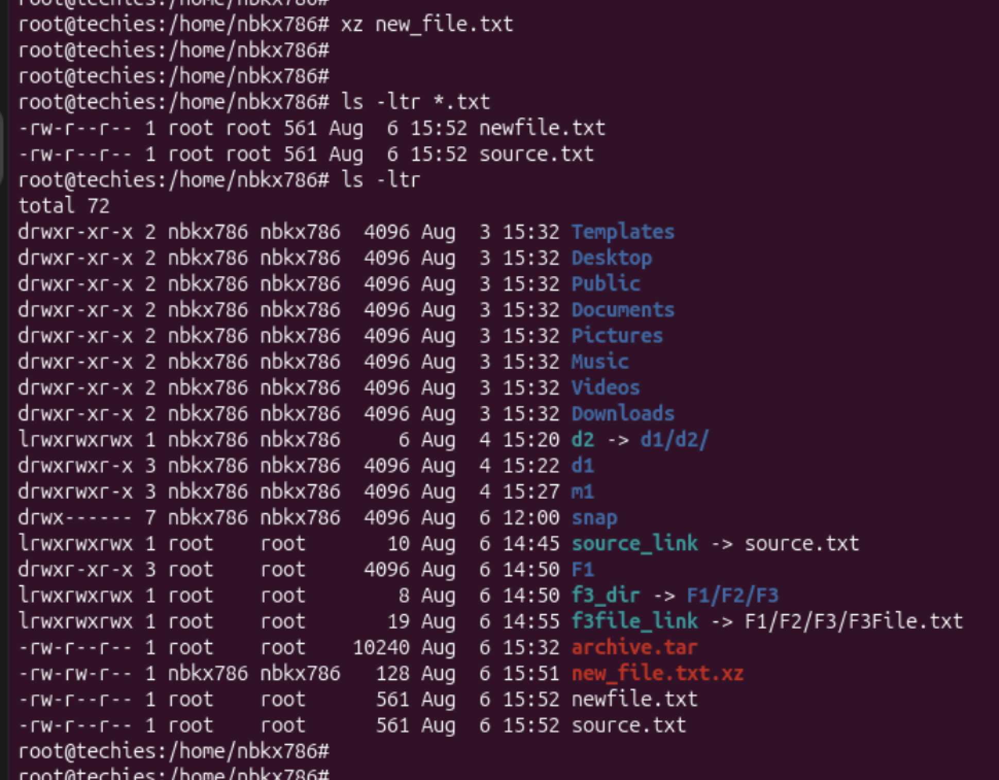 root@techies:/home/nbkx786#
root@techies:/home/nbkx786# xz new_file.txt
root@techies:/home/nbkx786#
root@techies:/home/nbkx786#
root@techies:/home/nbkx786# ls -ltr *.txt
-rw-r--r-- 1 root root 561 Aug  6 15:52 newfile.txt
-rw-r--r-- 1 root root 561 Aug  6 15:52 source.txt
root@techies:/home/nbkx786# ls -ltr
total 72
drwxr-xr-x 2 nbkx786 nbkx786  4096 Aug  3 15:32 Templates
drwxr-xr-x 2 nbkx786 nbkx786  4096 Aug  3 15:32 Desktop
drwxr-xr-x 2 nbkx786 nbkx786  4096 Aug  3 15:32 Public
drwxr-xr-x 2 nbkx786 nbkx786  4096 Aug  3 15:32 Documents
drwxr-xr-x 2 nbkx786 nbkx786  4096 Aug  3 15:32 Pictures
drwxr-xr-x 2 nbkx786 nbkx786  4096 Aug  3 15:32 Music
drwxr-xr-x 2 nbkx786 nbkx786  4096 Aug  3 15:32 Videos
drwxr-xr-x 2 nbkx786 nbkx786  4096 Aug  3 15:32 Downloads
lrwxrwxrwx 1 nbkx786 nbkx786     6 Aug  4 15:20 d2 -> d1/d2/
drwxrwxr-x 3 nbkx786 nbkx786  4096 Aug  4 15:22 d1
drwxrwxr-x 3 nbkx786 nbkx786  4096 Aug  4 15:27 m1
drwx------ 7 nbkx786 nbkx786  4096 Aug  6 12:00 snap
lrwxrwxrwx 1 root    root       10 Aug  6 14:45 source_link -> source.txt
drwxr-xr-x 3 root    root     4096 Aug  6 14:50 F1
lrwxrwxrwx 1 root    root        8 Aug  6 14:50 f3_dir -> F1/F2/F3
lrwxrwxrwx 1 root    root       19 Aug  6 14:55 f3file_link -> F1/F2/F3/F3File.txt
-rw-r--r-- 1 root    root    10240 Aug  6 15:32 archive.tar
-rw-rw-r-- 1 nbkx786 nbkx786   128 Aug  6 15:51 new_file.txt.xz
-rw-r--r-- 1 root    root      561 Aug  6 15:52 newfile.txt
-rw-r--r-- 1 root    root      561 Aug  6 15:52 source.txt
root@techies:/home/nbkx786#
root@techies:/home/nbkx786#